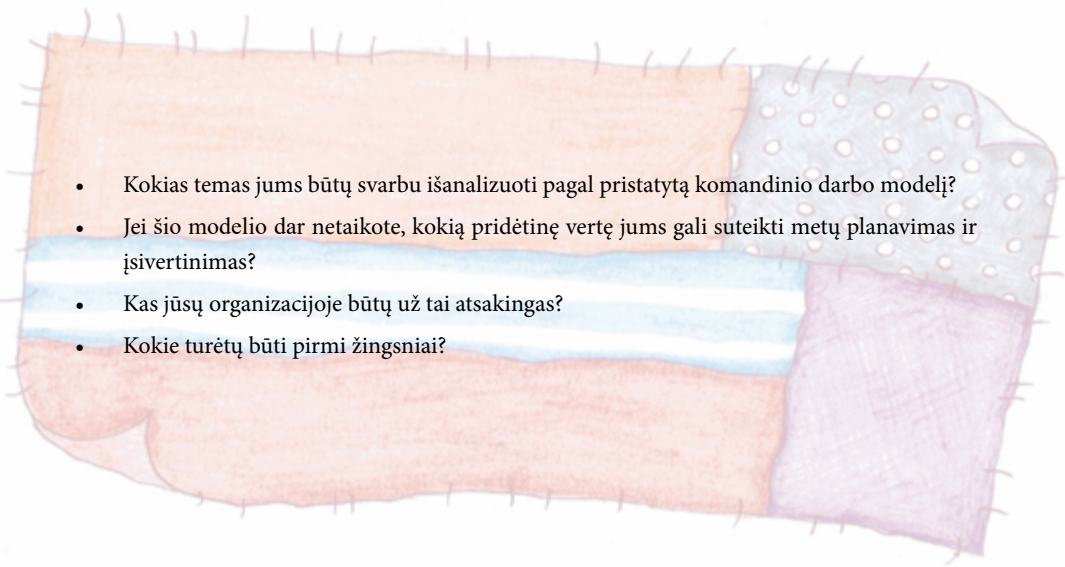 • Kokias temas jums būtų svarbu išanalizuoti pagal pristatytą komandinio darbo modelį?
• Jei šio modelio dar netaikote, kokią pridėtinę vertę jums gali suteikti metų planavimas ir
įsivertinimas?
• Kas jūsų organizacijoje būtų už tai atsakingas?
• Kokie turėtų būti pirmi žingsniai?